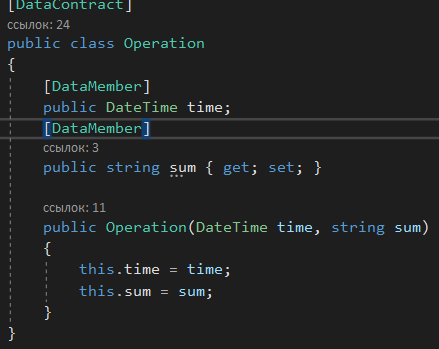 [DataContract]
ссылок: 24
public class Operation
{
[DataMember]
public DateTime time;
[DataMember]
ссылок: 3
public string sum { get; set; }
ссылок: 11
public Operation(DateTime time, string sum)
{
this.time = time;
this.sum = sum;
}
}